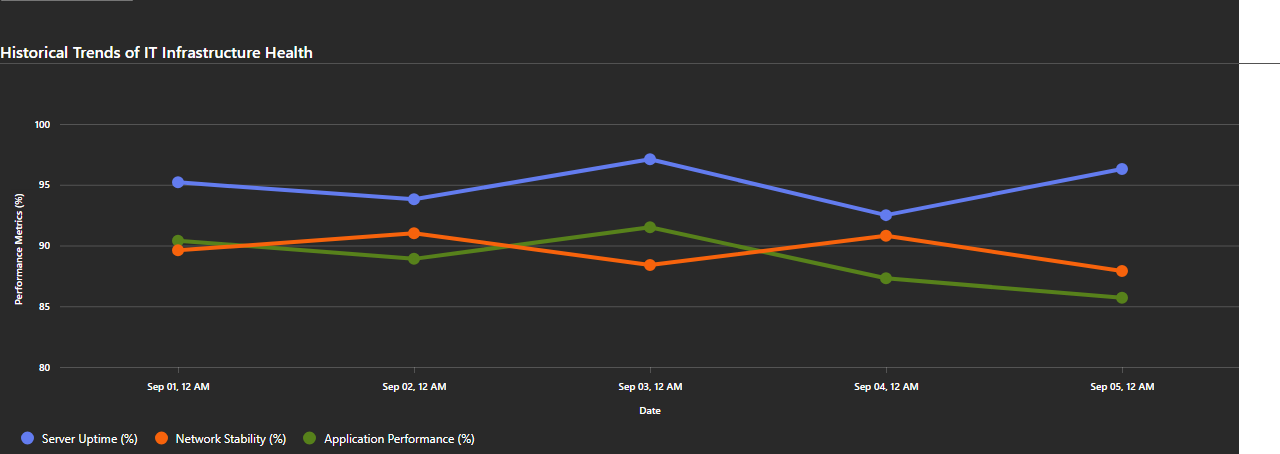 Historical Trends of IT Infrastructure Health
100
95
90
85
80
Performance Metrics (%)
Sep 01, 12 AM
Sep 02, 12 AM
Sep 03, 12 AM
Sep 04, 12 AM
Sep 05, 12 AM
Date
Server Uptime (%)
Network Stability (%)
Application Performance (%)